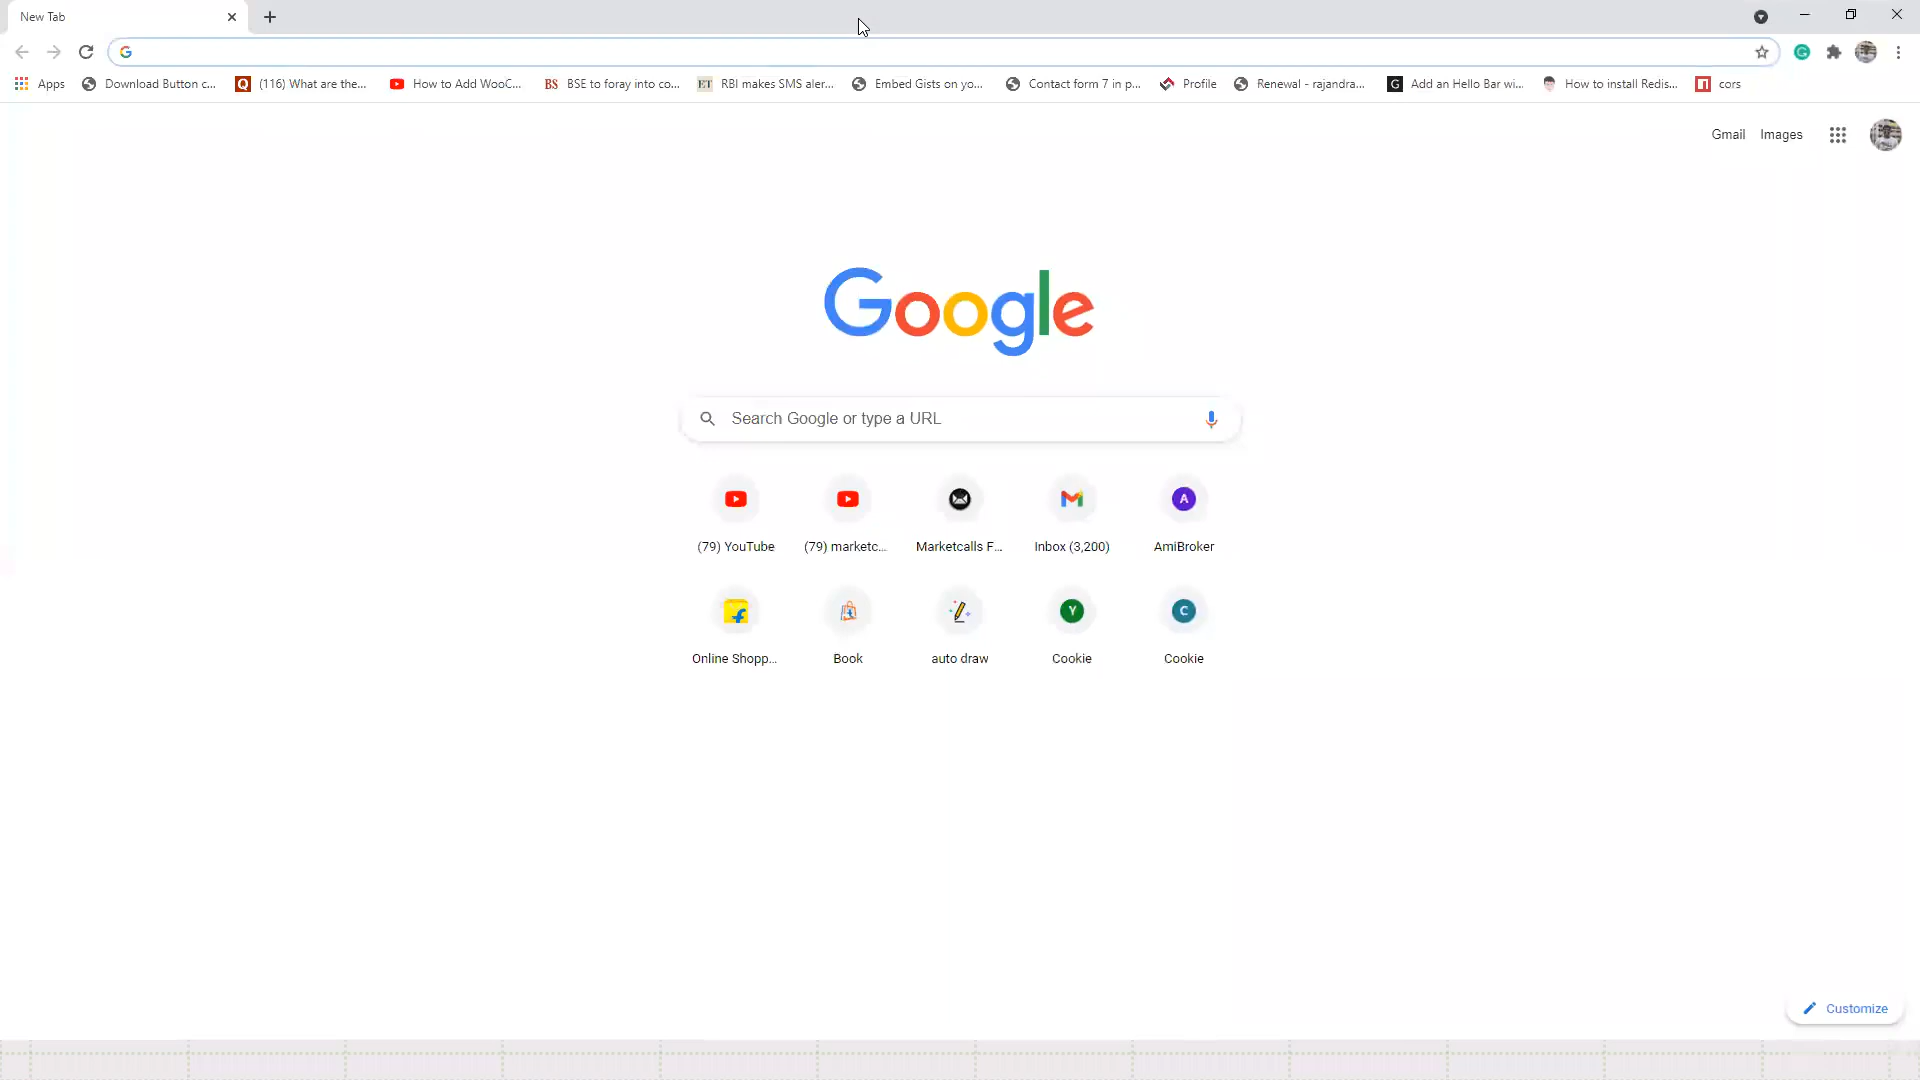 New Tab
Apps Download Button c... (116) What are the... How to Add WooC... BS BSE to foray into co... ET RBI makes SMS aler... Embed Gists on yo... Contact form 7 in p... Profile Renewal - rajandra... G Add an Hello Bar wi... How to install Redis... cors
Gmail Images
Google
Search Google or type a URL
(79) YouTube (79) marketc... Marketcalls F... Inbox (3,200) A AmiBroker
Online Shopp... Book auto draw Y Cookie C Cookie
Customize